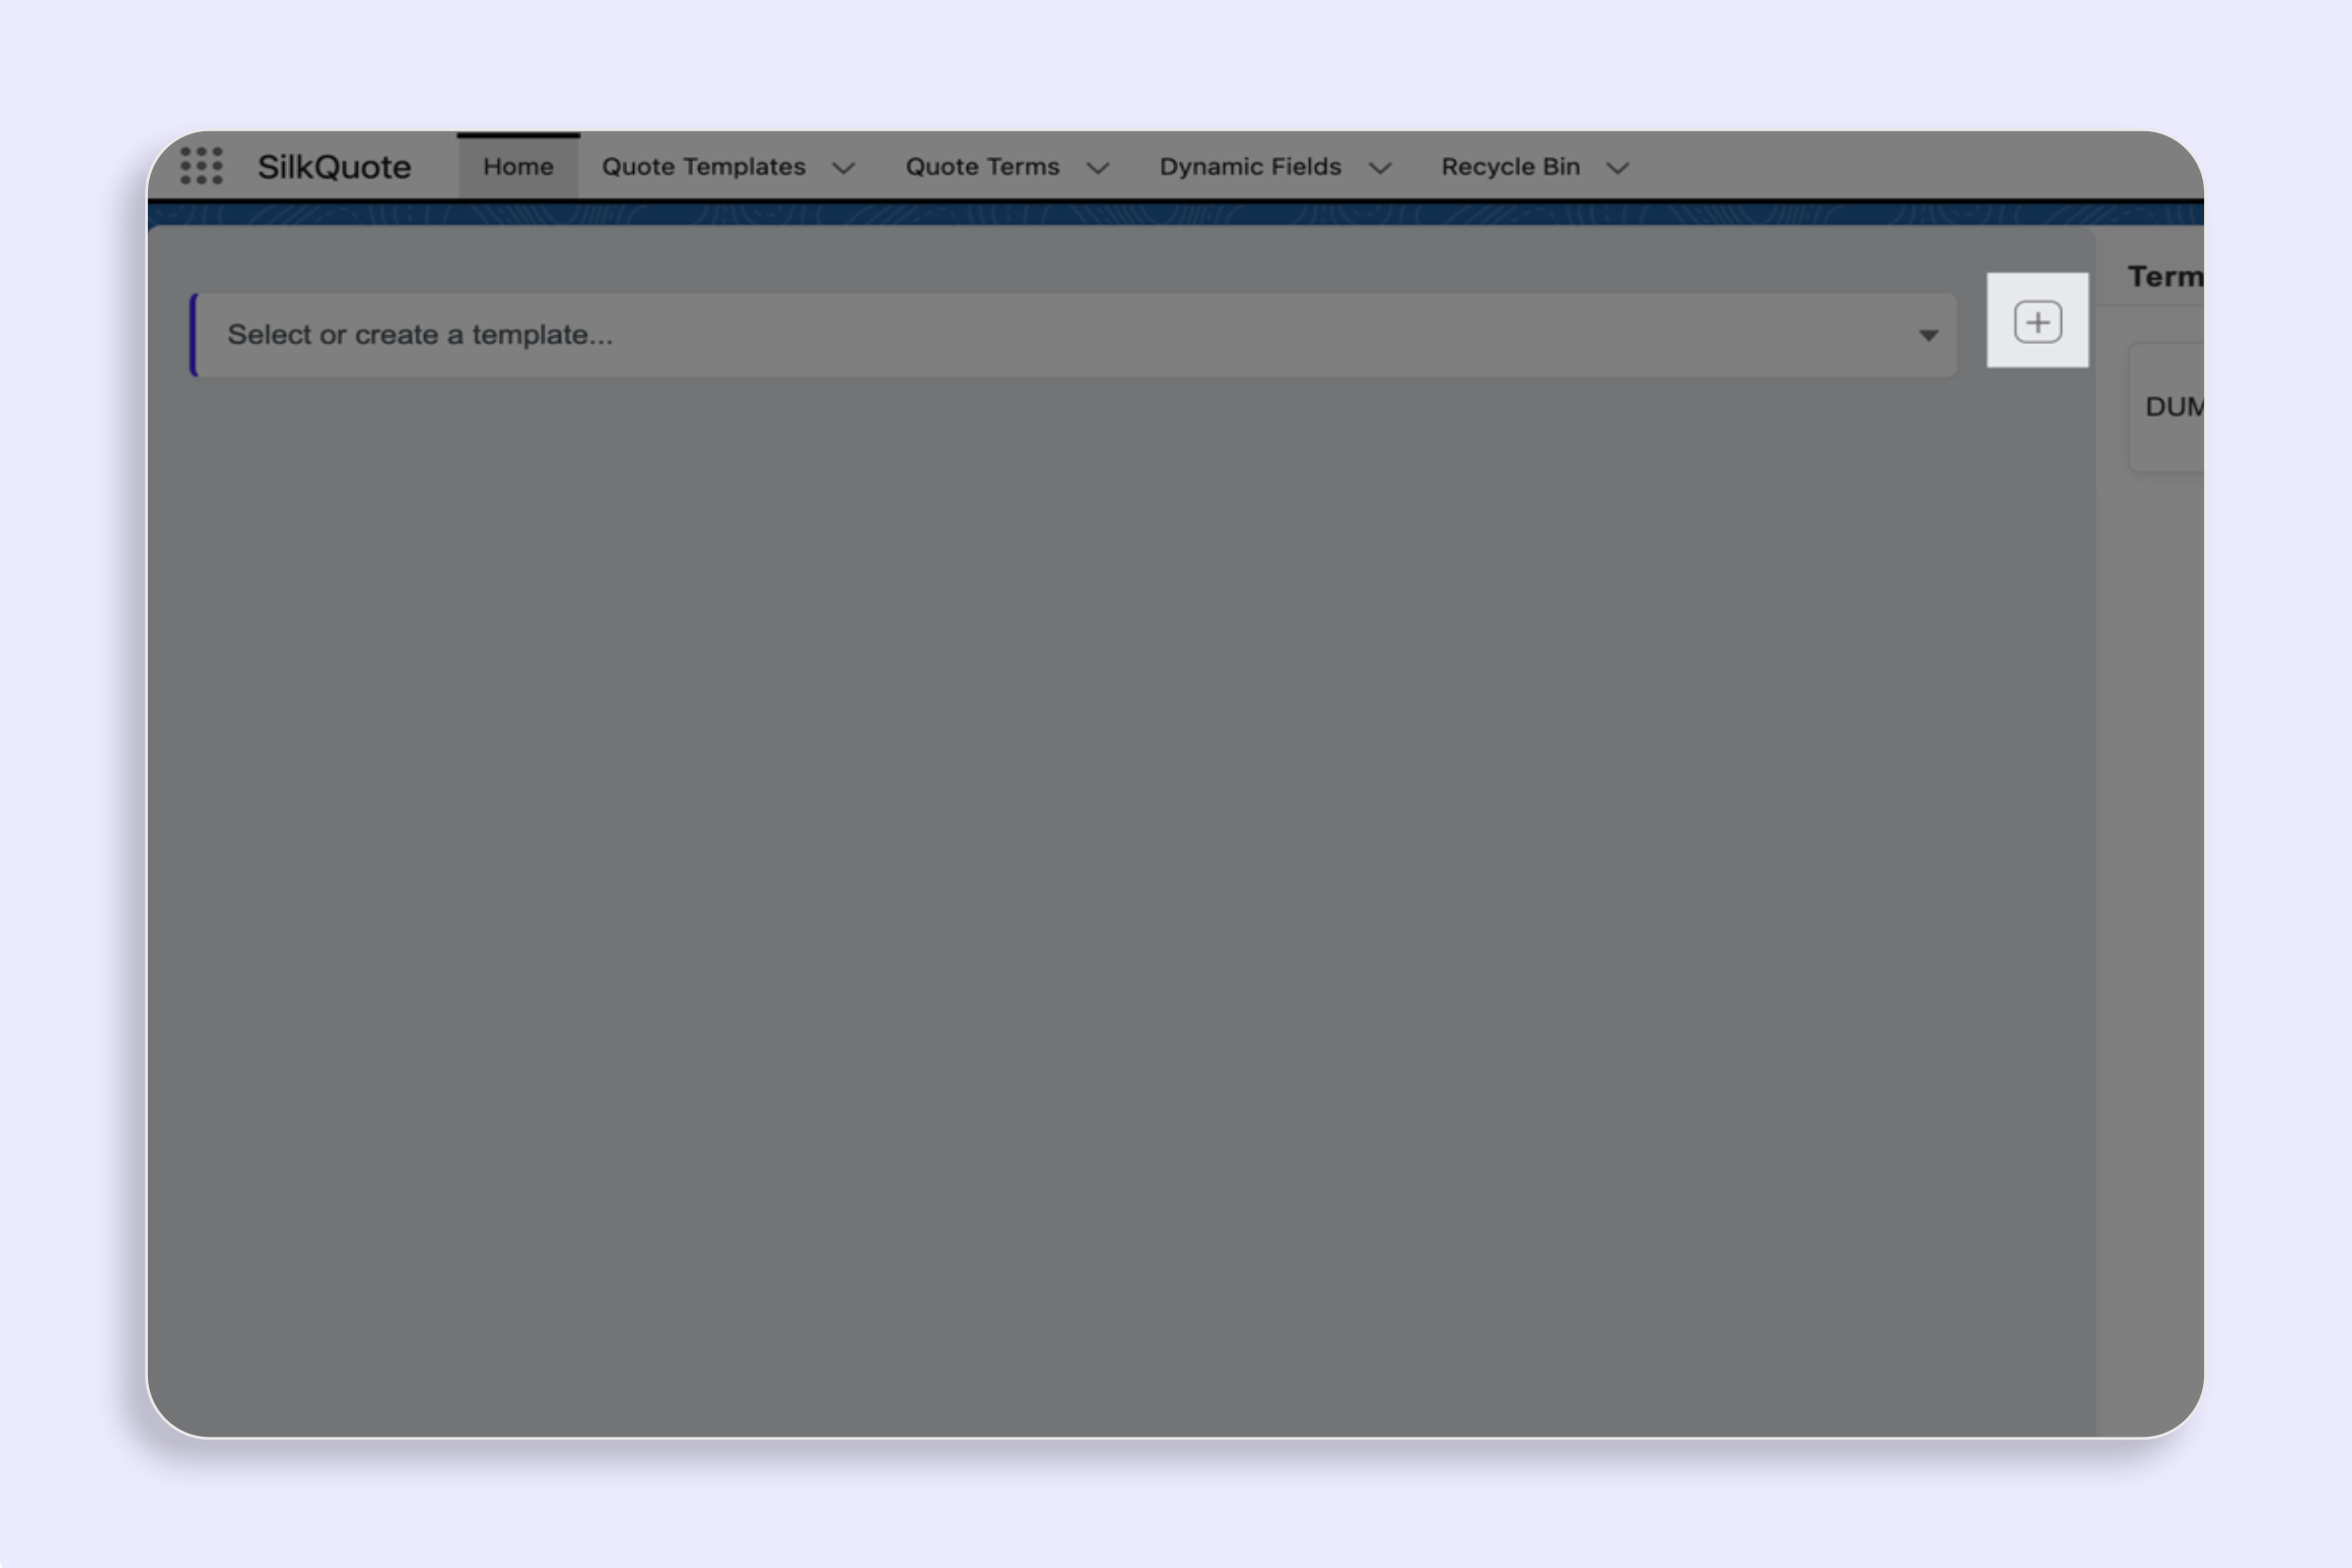 SilkQuote Home Quote Templates Quote Terms Dynamic Fields Recycle Bin
Select or create a template...
Term
DUM